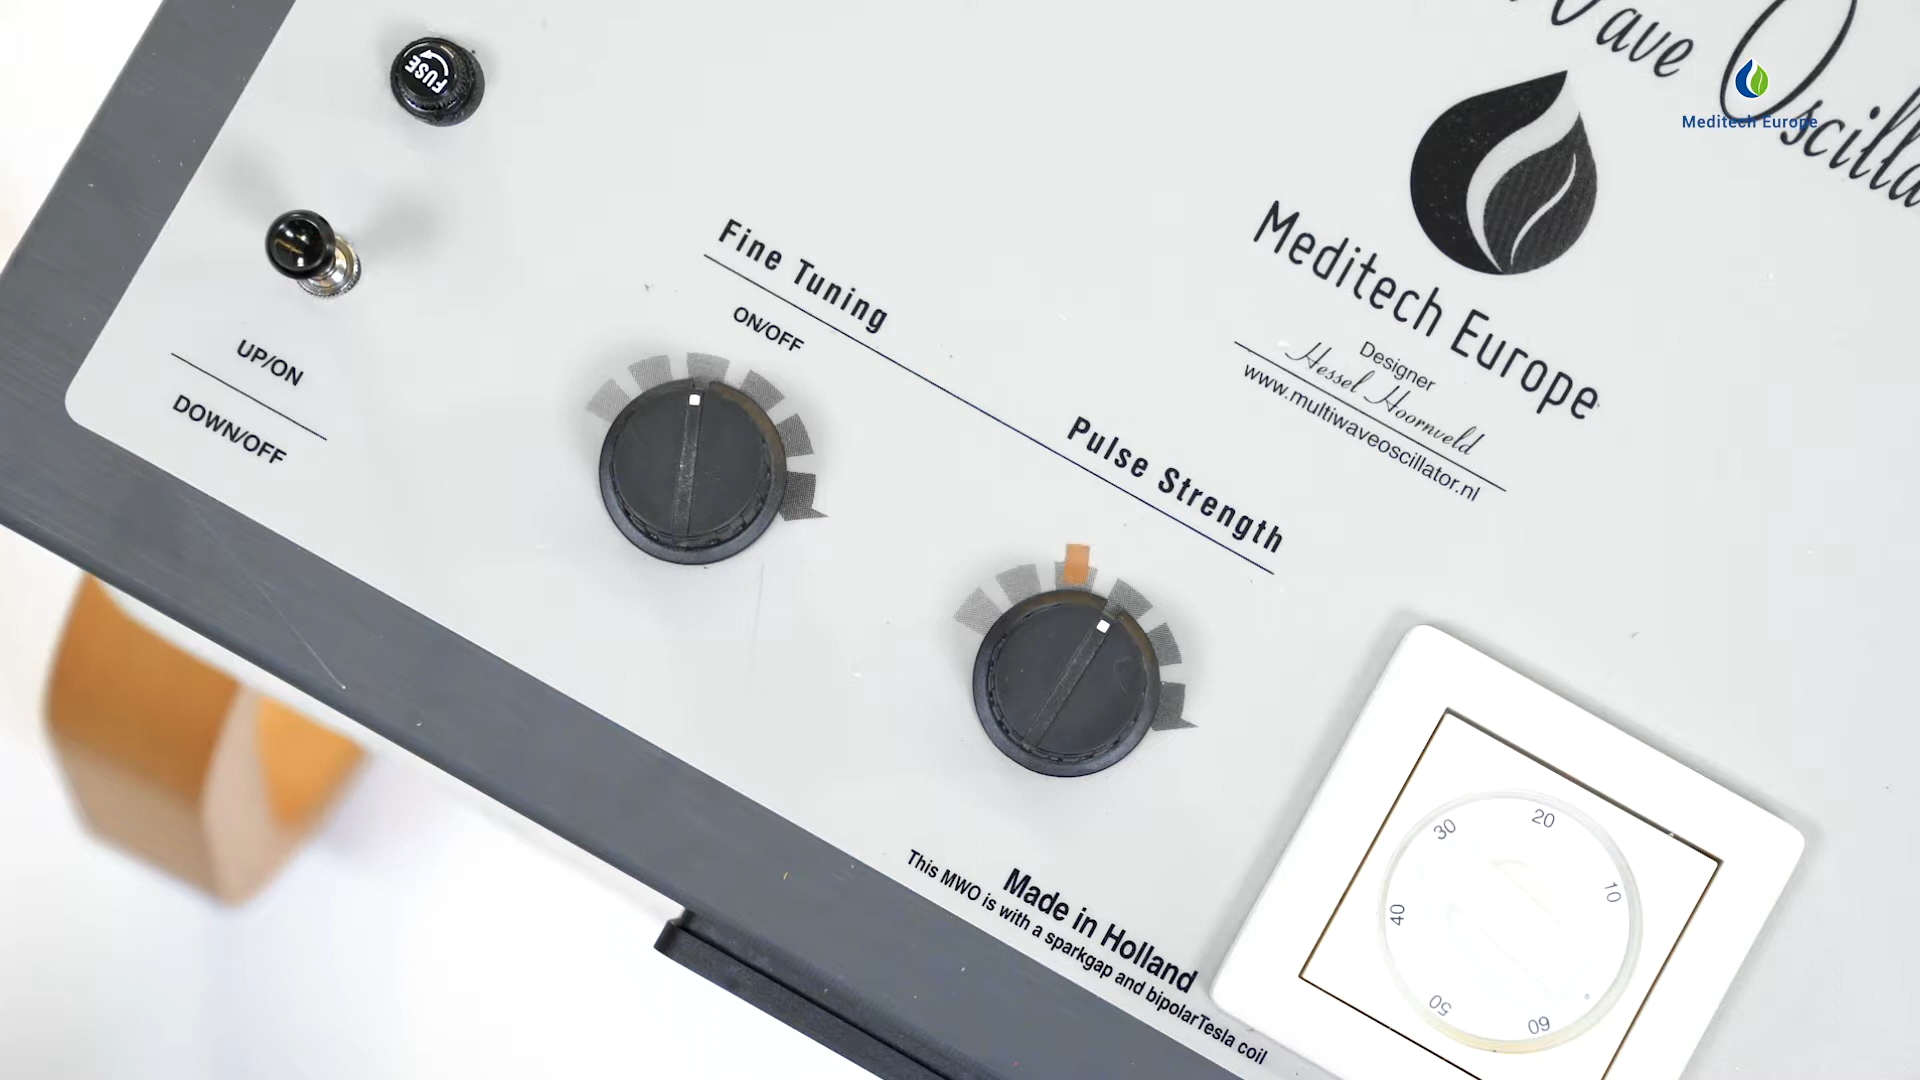 Wave Oscilla
Meditech Europe
FUSE
Meditech Europe
Designer
Hessel Hoornveld
www.multiwaveoscillator.nl
Fine Tuning
ON/OFF
UP/ON
DOWN/OFF
Pulse Strength
20
30
10
40
50
60
Made in Holland
This MWO is with a sparkgap and bipolarTesla coil